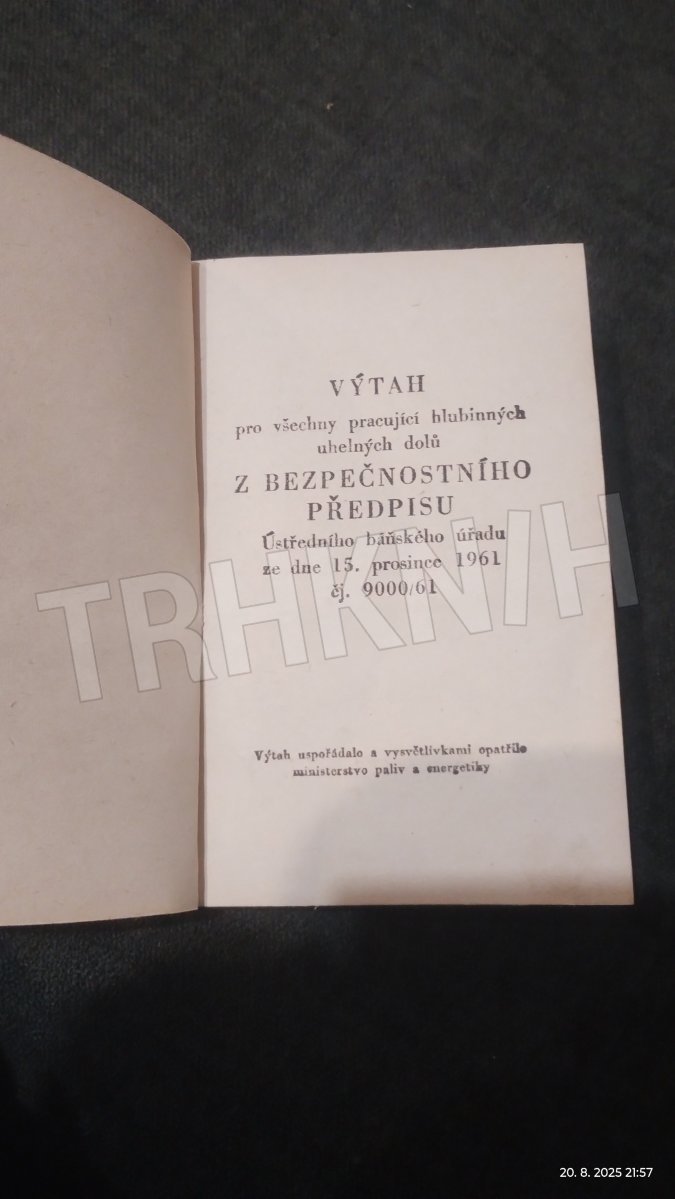 VÝTAH
pro všechny pracující hlubinných
uhelných dolů
Z BEZPEČNOSTNÍHO
PŘEDPISU
Ústředního báňského úřadu
ze dne 15. prosince 1961
čj. 9000/61
TRHKNIH
Výtah uspořádalo a vysvětlivkami opatřilo
ministerstvo paliv a energetiky
20. 8. 2025 21:57